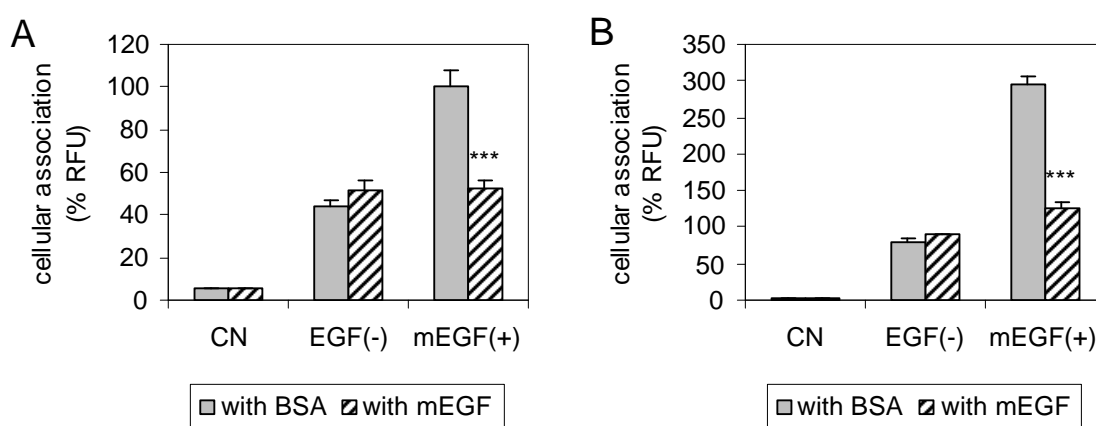 A
cellular association
(% RFU)
120
100
80
60
40
20
0
***
CN
EGF(-)
mEGF(+)
with BSA
with mEGF
B
cellular association
(% RFU)
350
300
250
200
150
100
50
0
***
CN
EGF(-)
mEGF(+)
with BSA
with mEGF